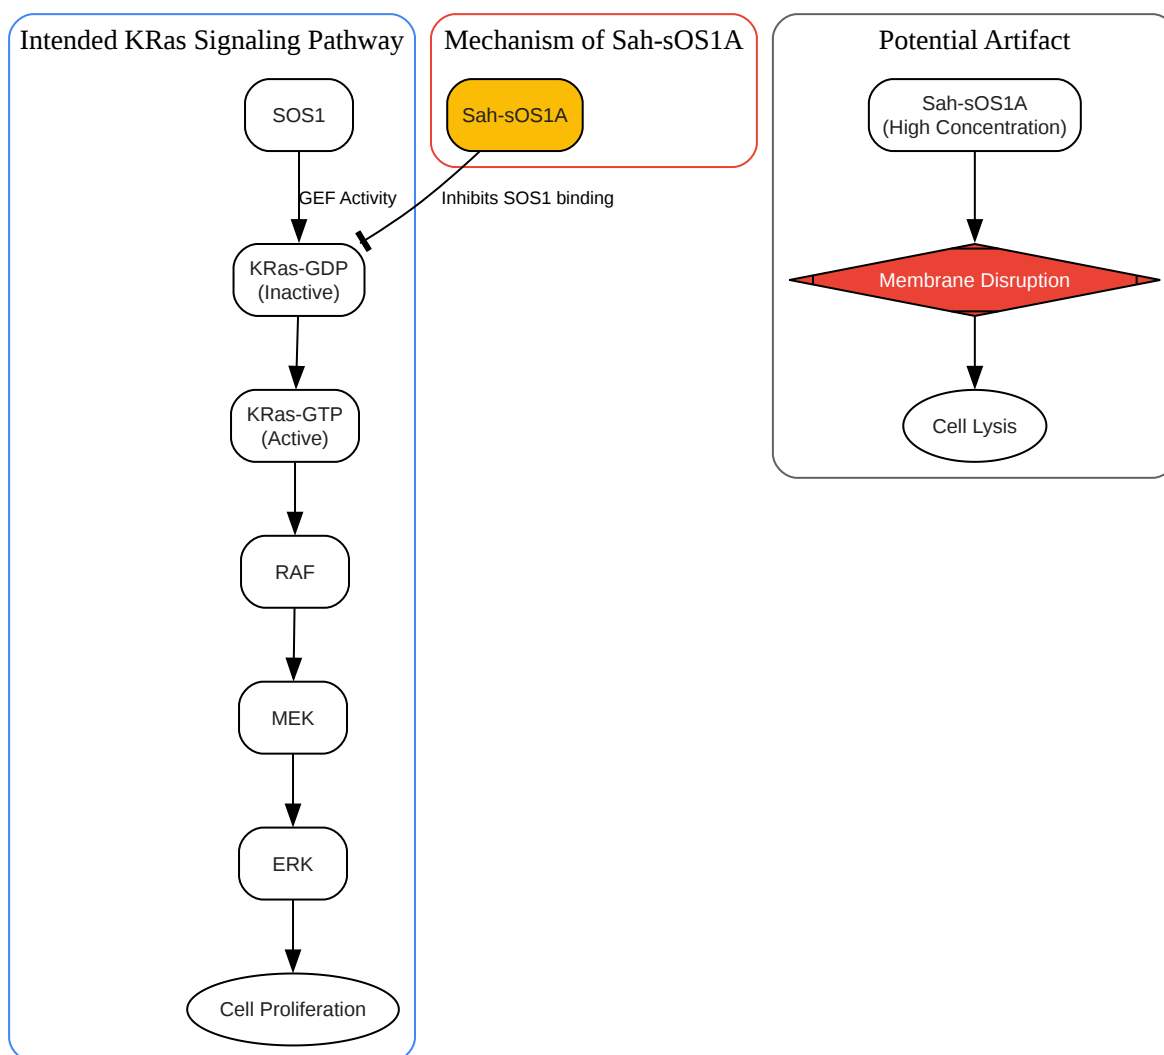 Intended KRas Signaling Pathway
SOS1
GEF Activity
KRas-GDP
(Inactive)
KRas-GTP
(Active)
RAF
MEK
ERK
Cell Proliferation
Mechanism of Sah-sOS1A
Sah-sOS1A
Inhibits SOS1 binding
Potential Artifact
Sah-sOS1A
(High Concentration)
Membrane Disruption
Cell Lysis